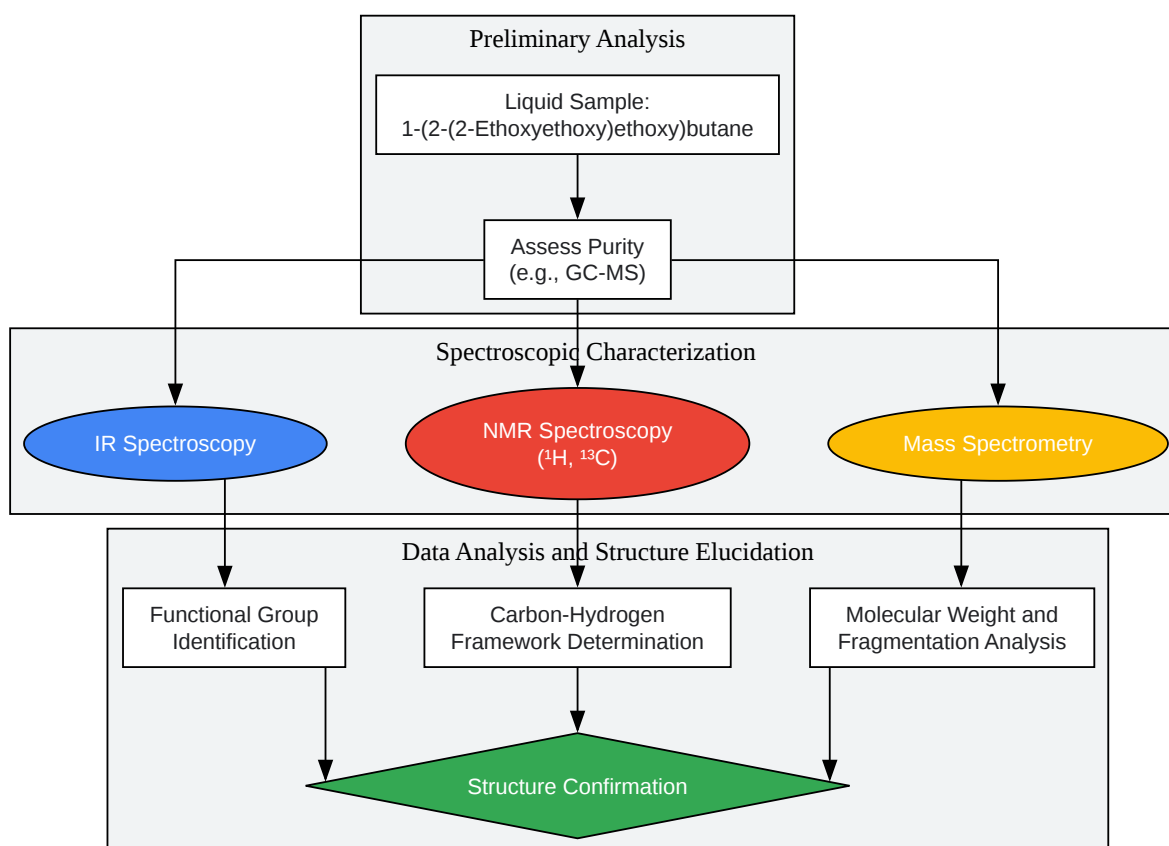 Preliminary Analysis
Liquid Sample:
1-(2-(2-Ethoxyethoxy)ethoxy)butane
Assess Purity
(e.g., GC-MS)
Spectroscopic Characterization
IR Spectroscopy
NMR Spectroscopy
(¹H, ¹³C)
Mass Spectrometry
Data Analysis and Structure Elucidation
Functional Group
Identification
Carbon-Hydrogen
Framework Determination
Molecular Weight and
Fragmentation Analysis
Structure Confirmation